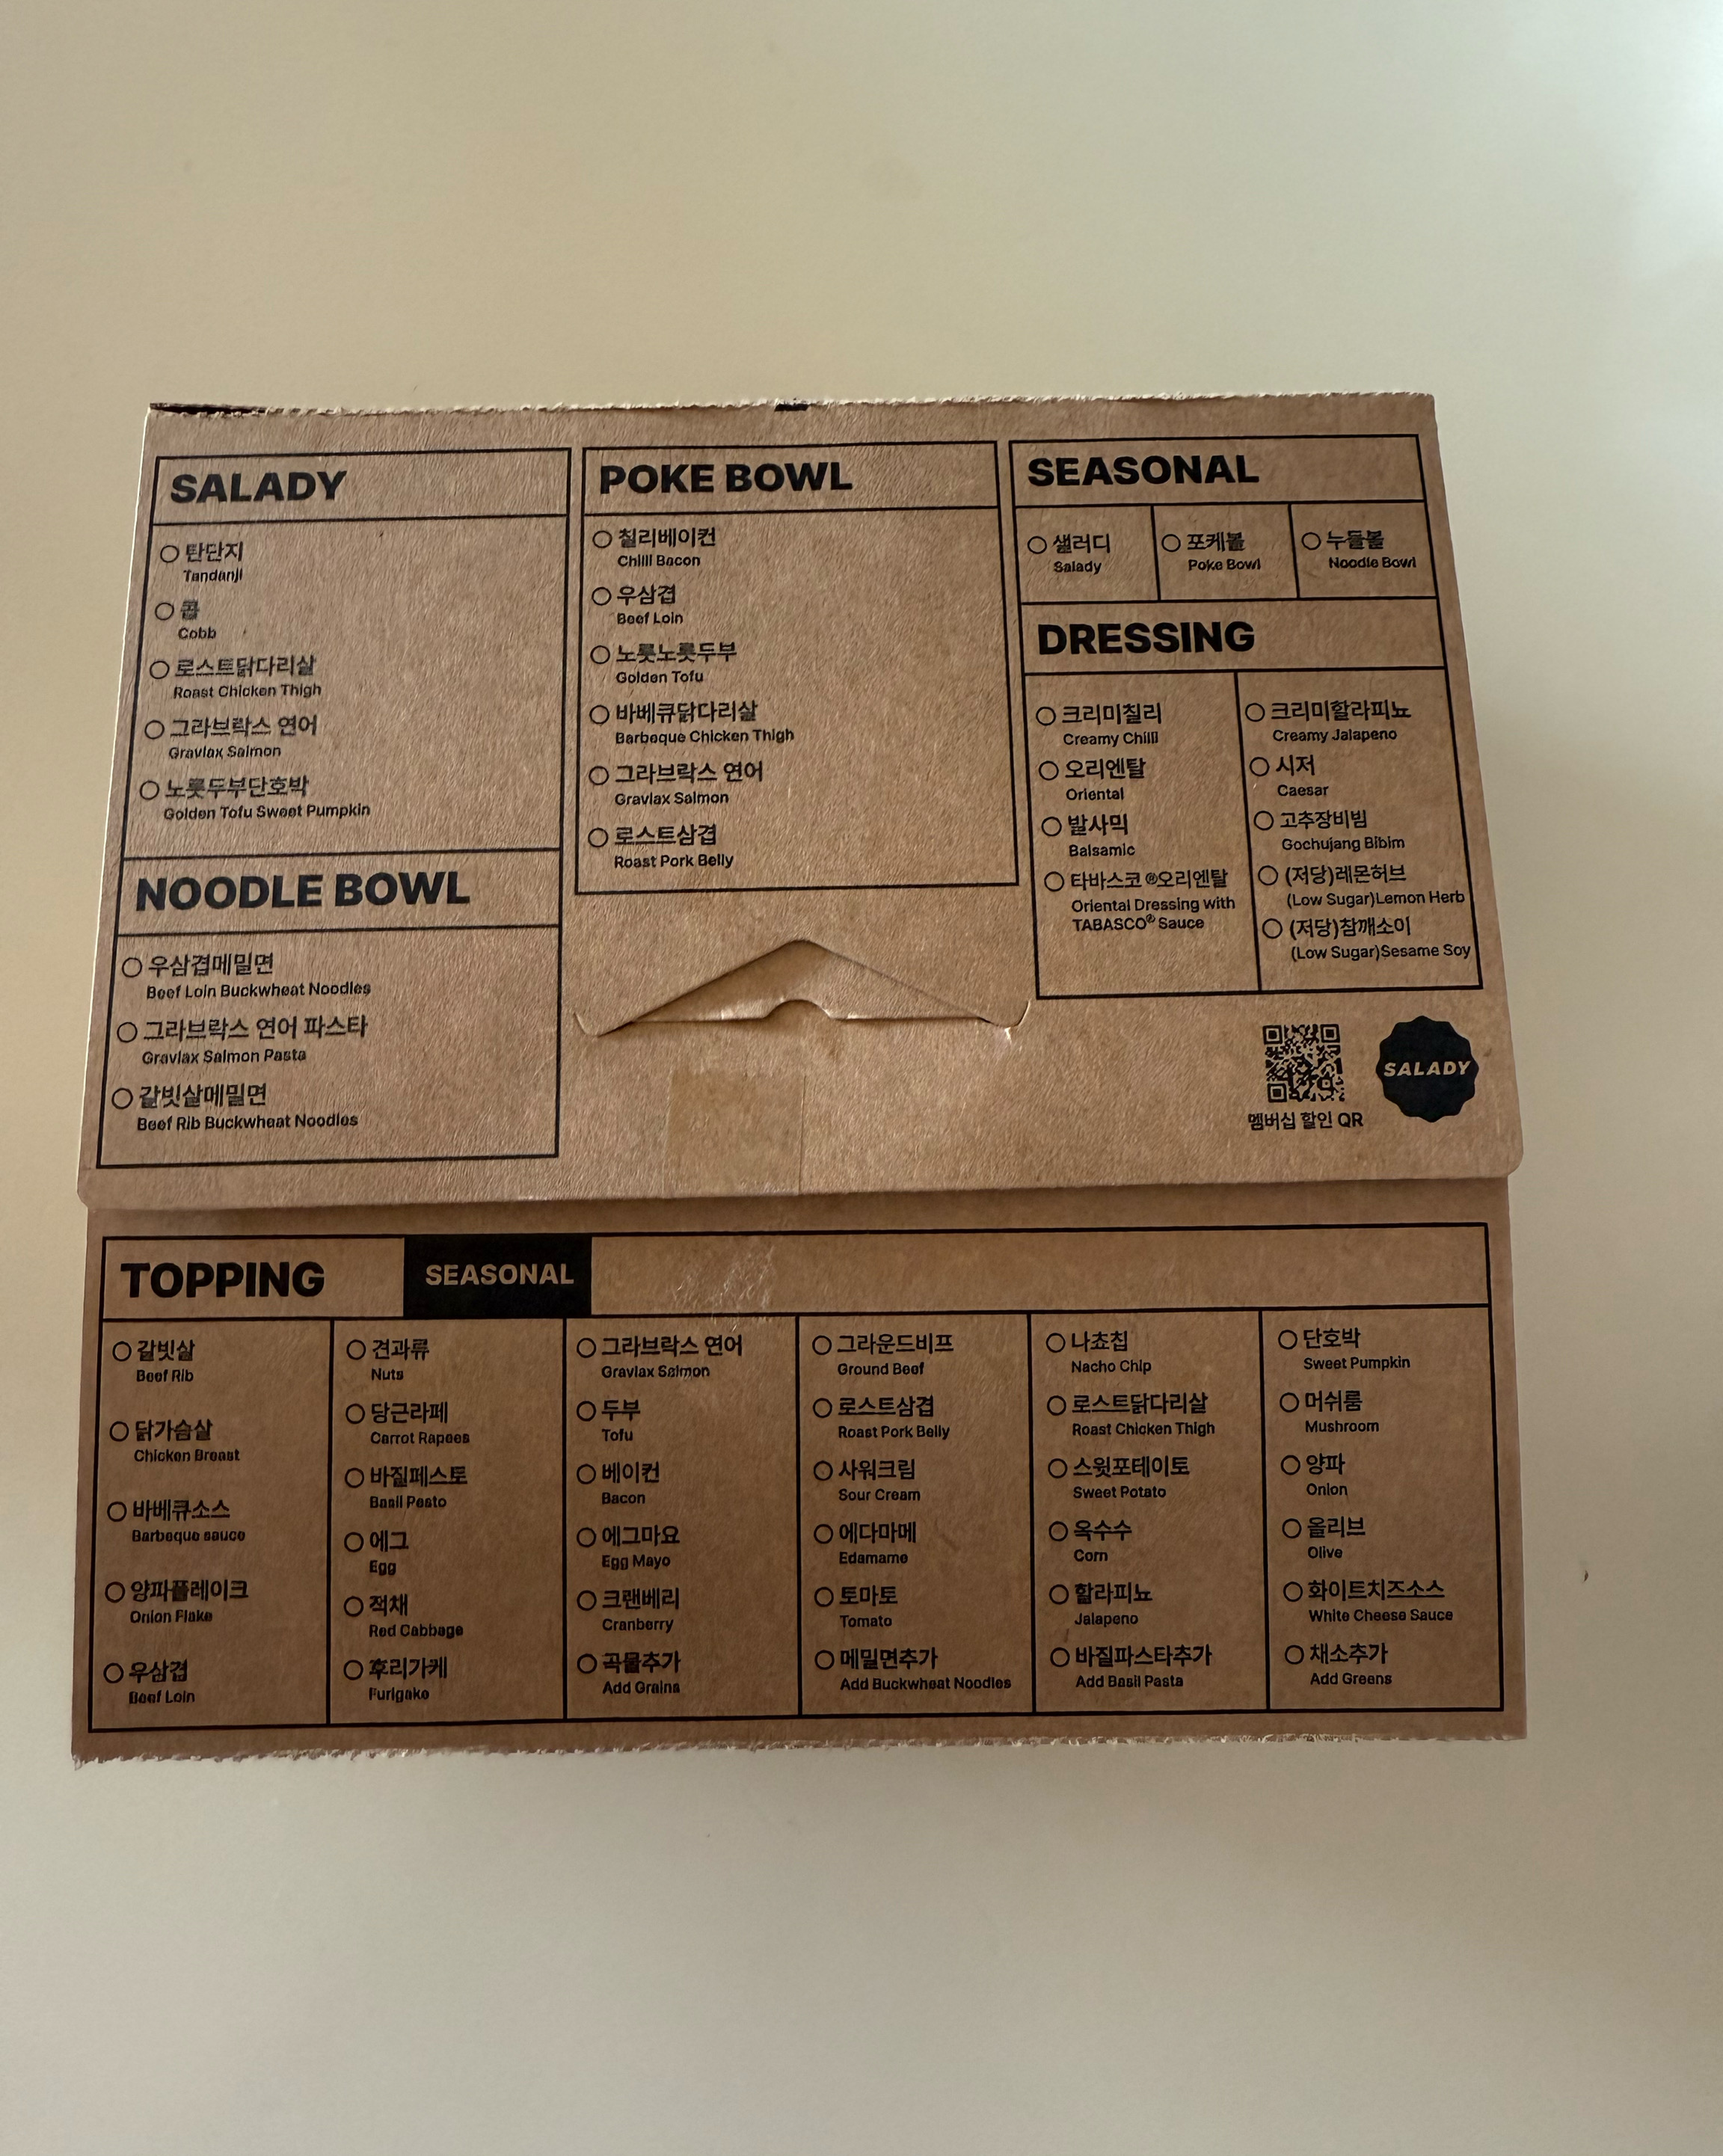 SALADY
탄단지
Tandanji
콥
Cobb
로스트닭다리살
Roast Chicken Thigh
그라브락스 연어
Gravlax Salmon
노릇두부단호박
Golden Tofu Sweet Pumpkin
NOODLE BOWL
우삼겹메밀면
Beef Loin Buckwheat Noodles
그라브락스 연어 파스타
Gravlax Salmon Pasta
갈빗살메밀면
Beef Rib Buckwheat Noodles
POKE BOWL
칠리베이컨
Chilli Bacon
우삼겹
Beef Loin
노릇노릇두부
Golden Tofu
바베큐닭다리살
Barbeque Chicken Thigh
그라브락스 연어
Gravlax Salmon
로스트삼겹
Roast Pork Belly
SEASONAL
샐러디
Salady
포케볼
Poke Bowl
누들볼
Noodle Bowl
DRESSING
크리미칠리
Creamy Chilli
오리엔탈
Oriental
발사믹
Balsamic
타바스코®오리엔탈
Oriental Dressing with
TABASCO® Sauce
크리미할라피뇨
Creamy Jalapeno
시저
Caesar
고추장비빔
Gochujang Bibim
(저당)레몬허브
(Low Sugar)Lemon Herb
(저당)참깨소이
(Low Sugar)Sesame Soy
멤버십 할인 QR
SALADY
TOPPING
SEASONAL
갈빗살
Beef Rib
닭가슴살
Chicken Breast
바베큐소스
Barbeque sauce
양파플레이크
Onion Flake
우삼겹
Beef Loin
견과류
Nuts
당근라페
Carrot Rapees
바질페스토
Basil Pesto
에그
Egg
적채
Red Cabbage
후리가케
Furigake
그라브락스 연어
Gravlax Salmon
두부
Tofu
베이컨
Bacon
에그마요
Egg Mayo
크랜베리
Cranberry
곡물추가
Add Grains
그라운드비프
Ground Beef
로스트삼겹
Roast Pork Belly
사워크림
Sour Cream
에다마메
Edamame
토마토
Tomato
메밀면추가
Add Buckwheat Noodles
나쵸칩
Nacho Chip
로스트닭다리살
Roast Chicken Thigh
스윗포테이토
Sweet Potato
옥수수
Corn
할라피뇨
Jalapeno
바질파스타추가
Add Basil Pasta
단호박
Sweet Pumpkin
머쉬룸
Mushroom
양파
Onion
올리브
Olive
화이트치즈소스
White Cheese Sauce
채소추가
Add Greens